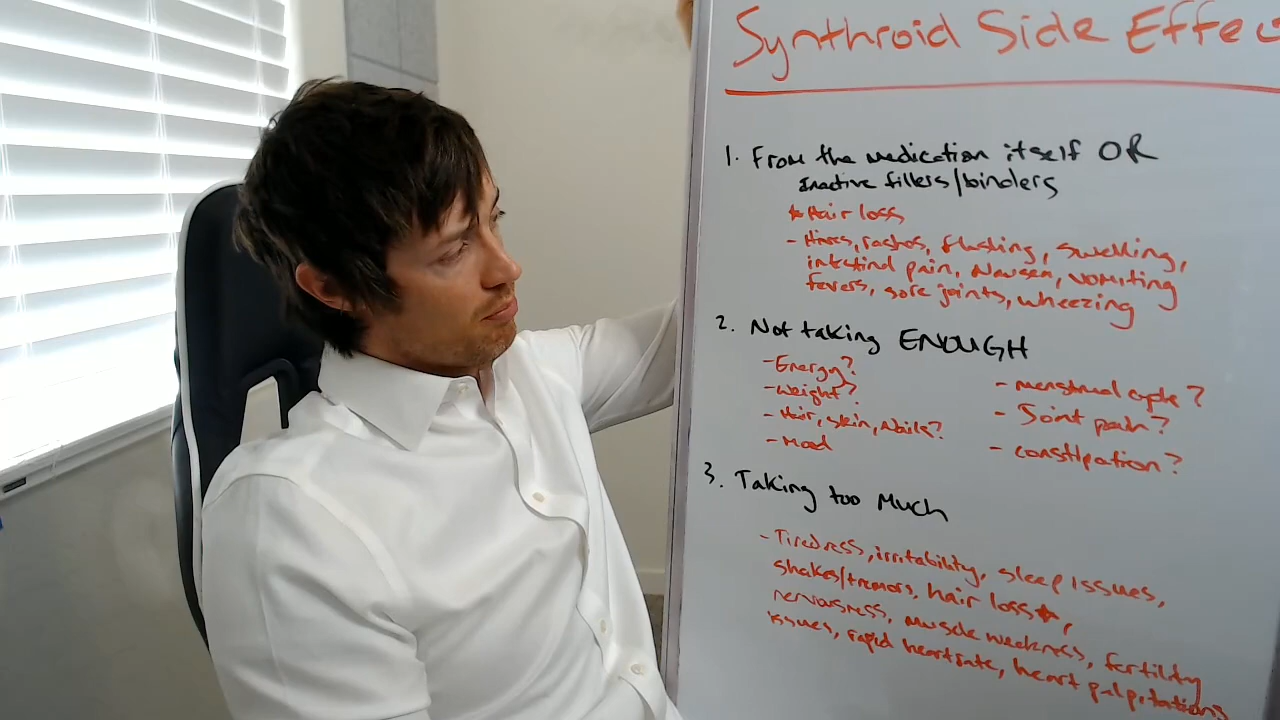 Synthroid Side Effec
1. From the medication itself OR
Inactive fillers/binders
* Hair loss
- Hives, rashes, flushing, swelling,
intestinal pain, Nausea, vomiting
fevers, sore joints, wheezing
2. Not taking ENOUGH
- Energy?
- Weight?
- Hair, skin, Nails?
- Mood
- menstrual cycle?
- Joint pain?
- constipation?
3. Taking too Much
- Tiredness, irritability, sleep issues,
shakes/tremors, hair loss*,
nervousness, muscle weakness, fertility
issues, rapid heartrate, heart palpitations